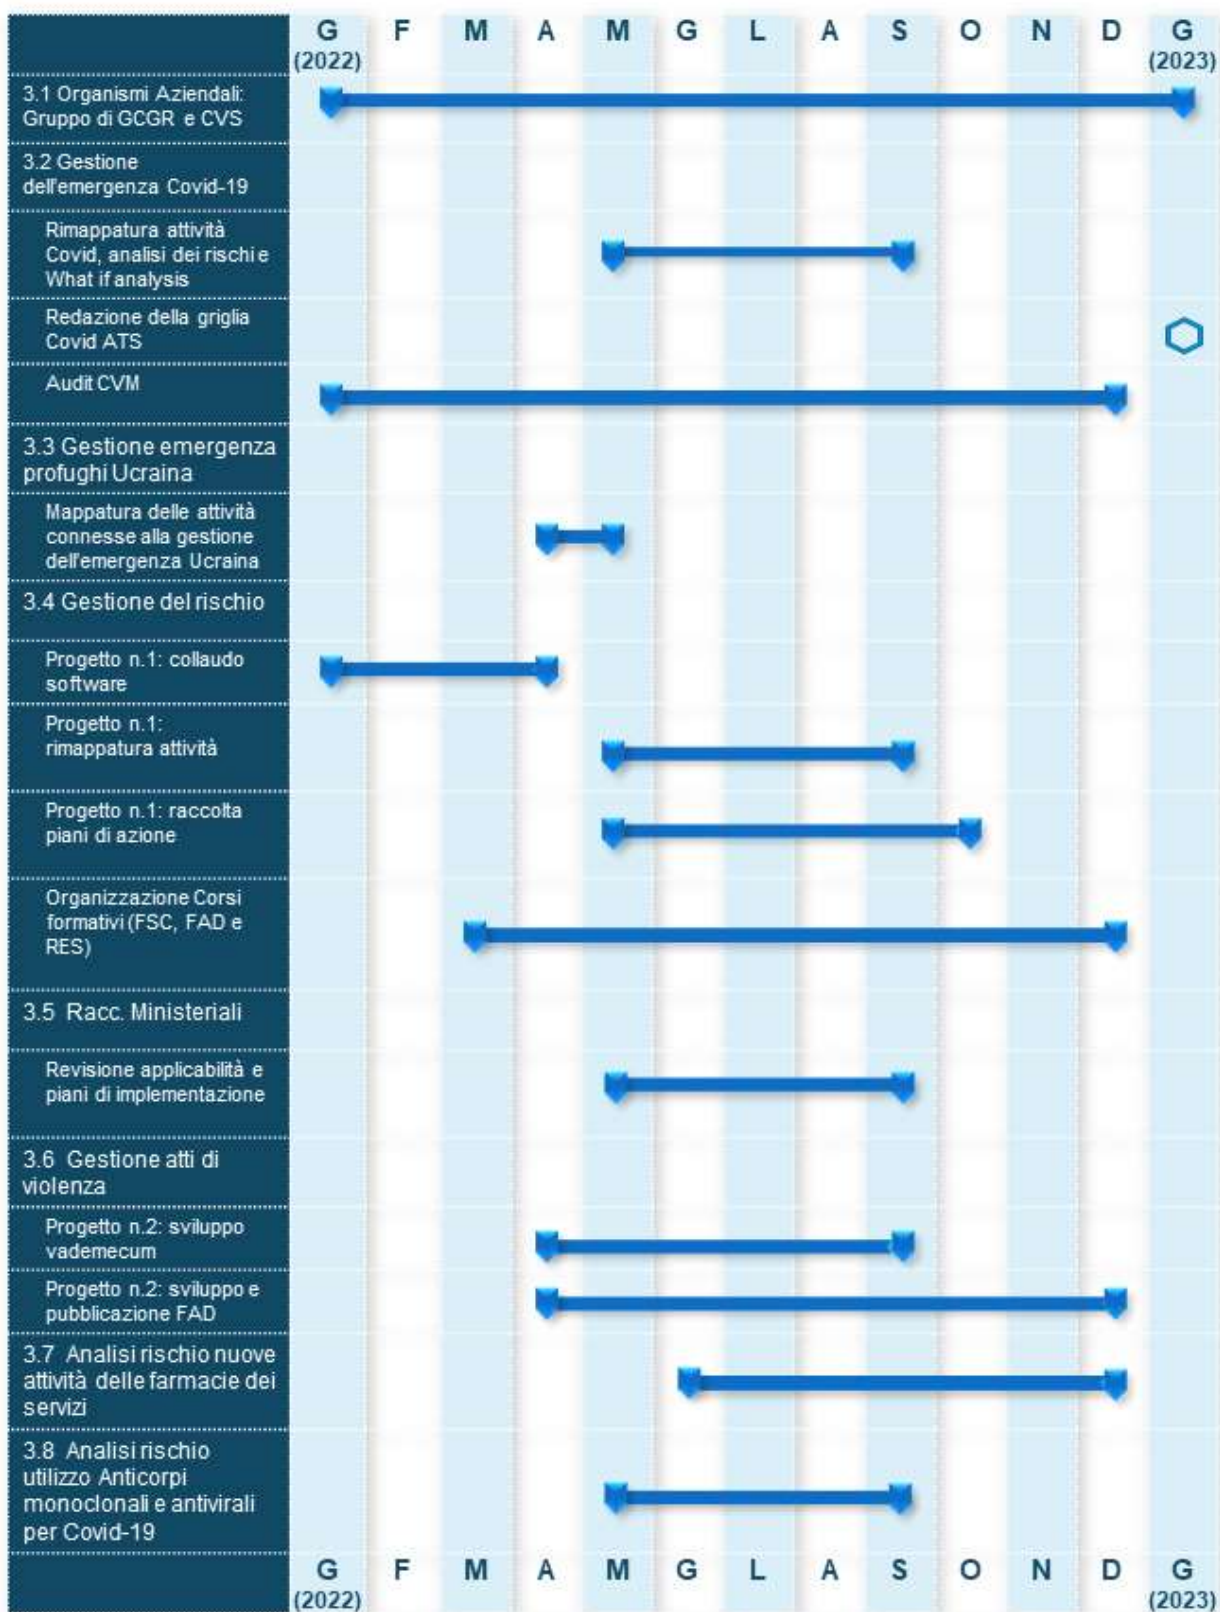 G F M A M G L A S O N D G
(2022) (2023)
3.1 Organismi Aziendali:
Gruppo di GCGR e CVS
3.2 Gestione
dell'emergenza Covid-19
Rimappatura attività
Covid, analisi dei rischi e
What if analysis
Redazione della griglia
Covid ATS
Audit CVM
3.3 Gestione emergenza
profughi Ucraina
Mappatura delle attività
connesse alla gestione
dell'emergenza Ucraina
3.4 Gestione del rischio
Progetto n.1: collaudo
software
Progetto n.1:
rimappatura attività
Progetto n.1: raccolta
piani di azione
Organizzazione Corsi
formativi (FSC, FAD e
RES)
3.5 Racc. Ministeriali
Revisione applicabilità e
piani di implementazione
3.6 Gestione atti di
violenza
Progetto n.2: sviluppo
vademecum
Progetto n.2: sviluppo e
pubblicazione FAD
3.7 Analisi rischio nuove
attività delle farmacie dei
servizi
3.8 Analisi rischio
utilizzo Anticorpi
monoclonali e antivirali
per Covid-19
G F M A M G L A S O N D G
(2022) (2023)